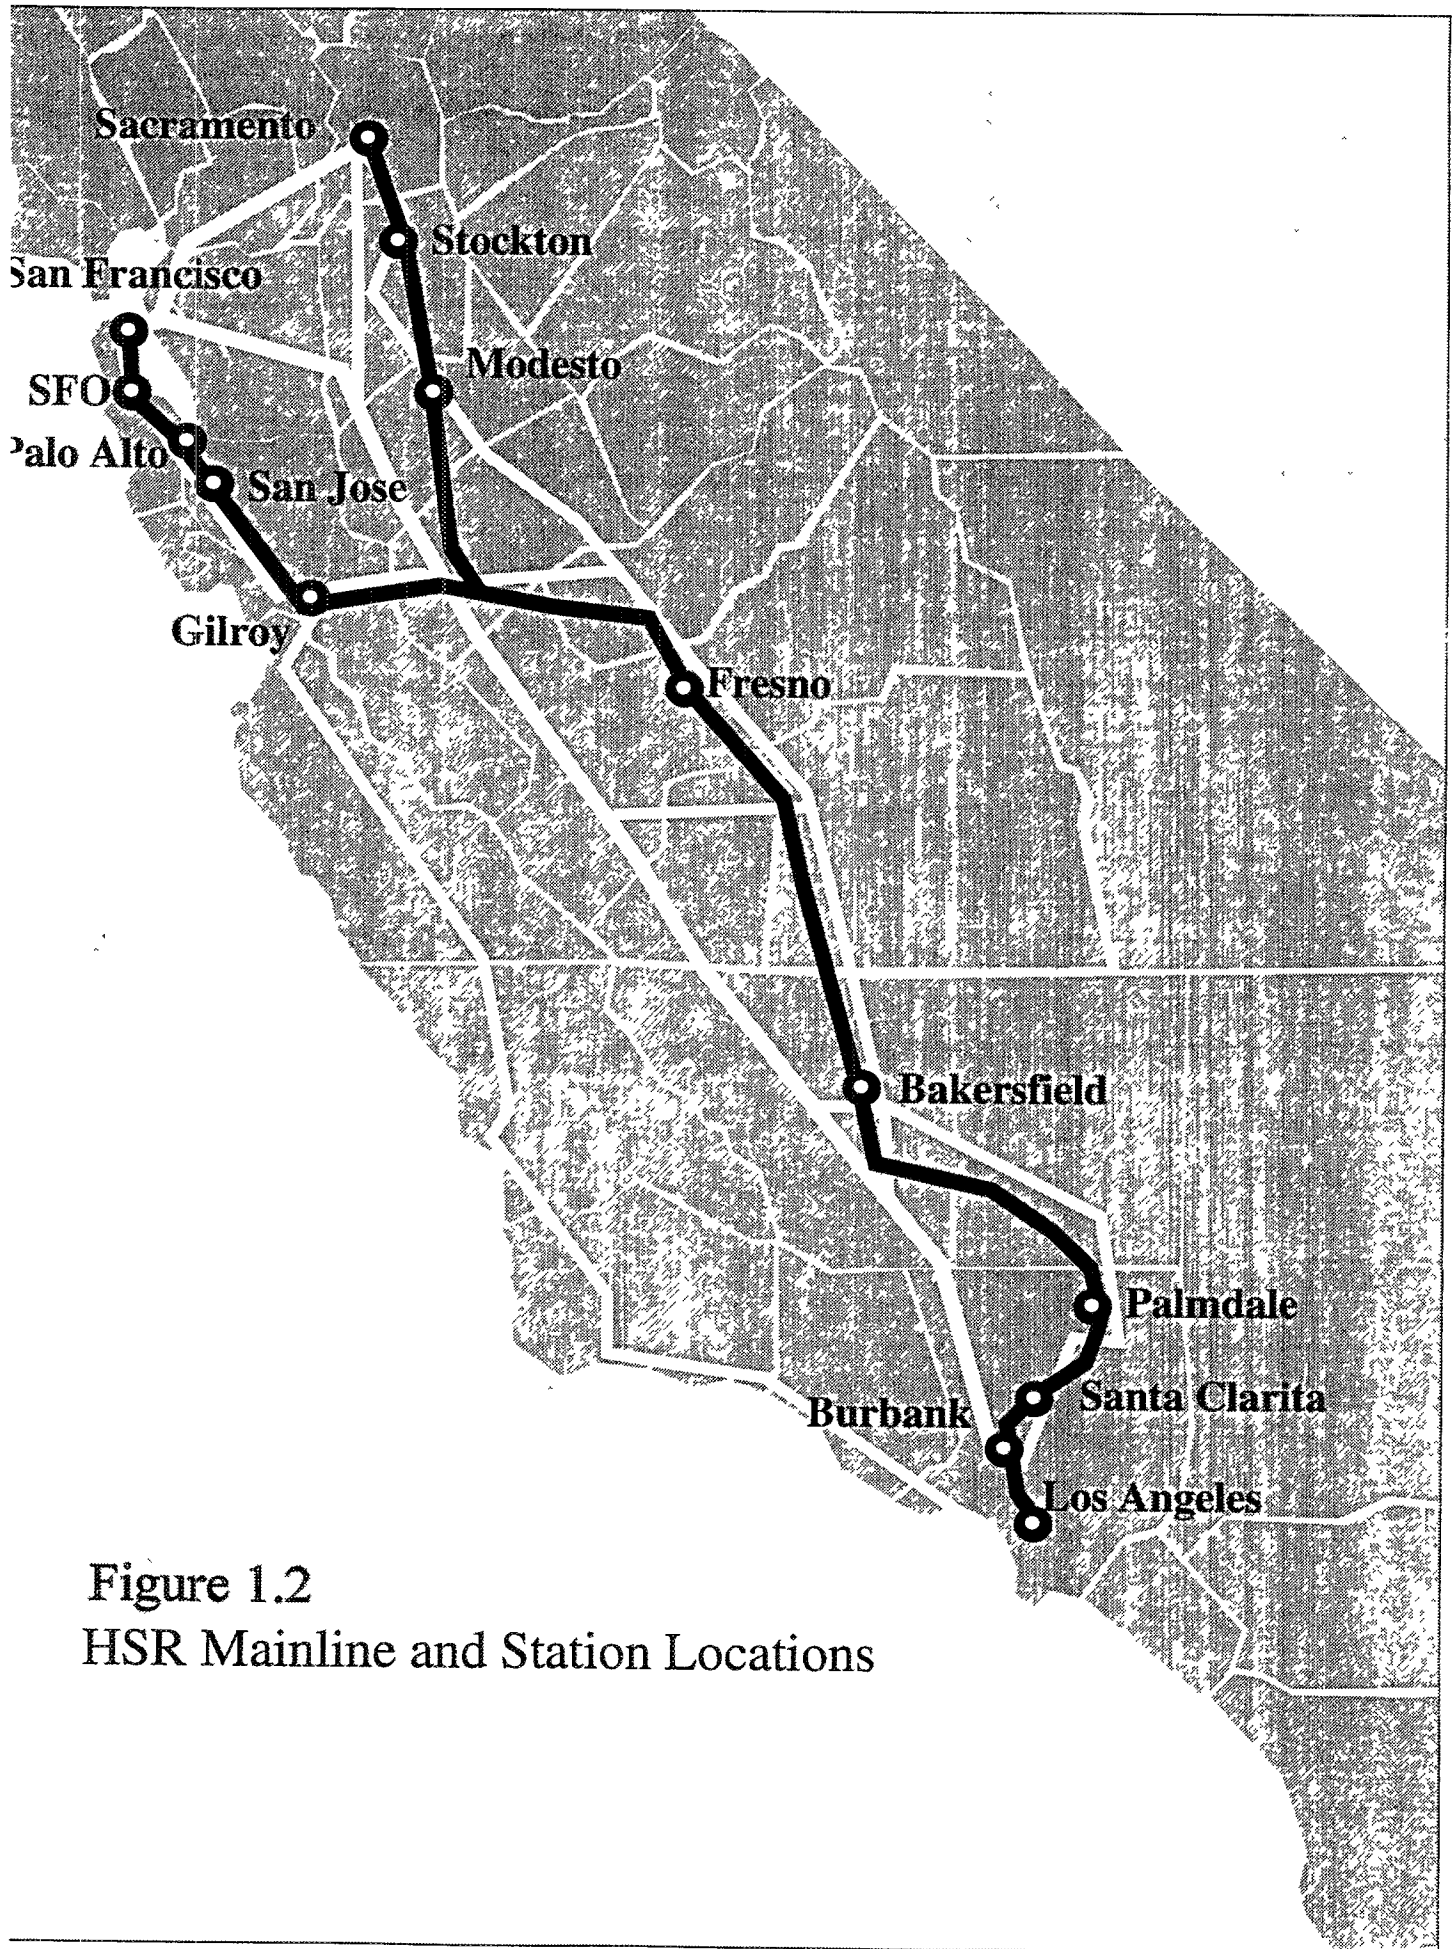 Sacramento
Stockton
San Francisco
Modesto
SFO
Palo Alto
San Jose
Gilroy
Fresno
Bakersfield
Palmdale
Santa Clarita
Burbank
Los Angeles
Figure 1.2
HSR Mainline and Station Locations